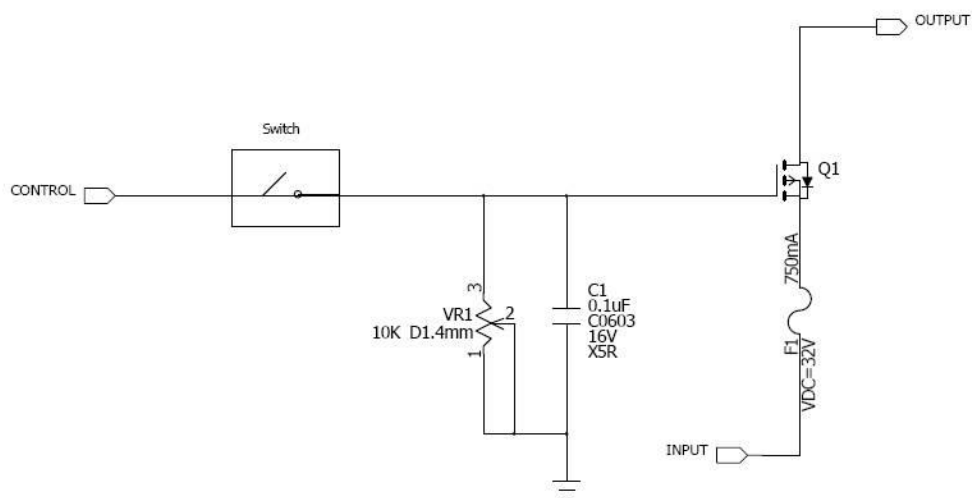 OUTPUT
Switch
Q1
CONTROL
750mA
3
C1
0.1uF
VR1
2
C0603
10K D1.4mm
16V
1
X5R
F1
VDC=32V
INPUT